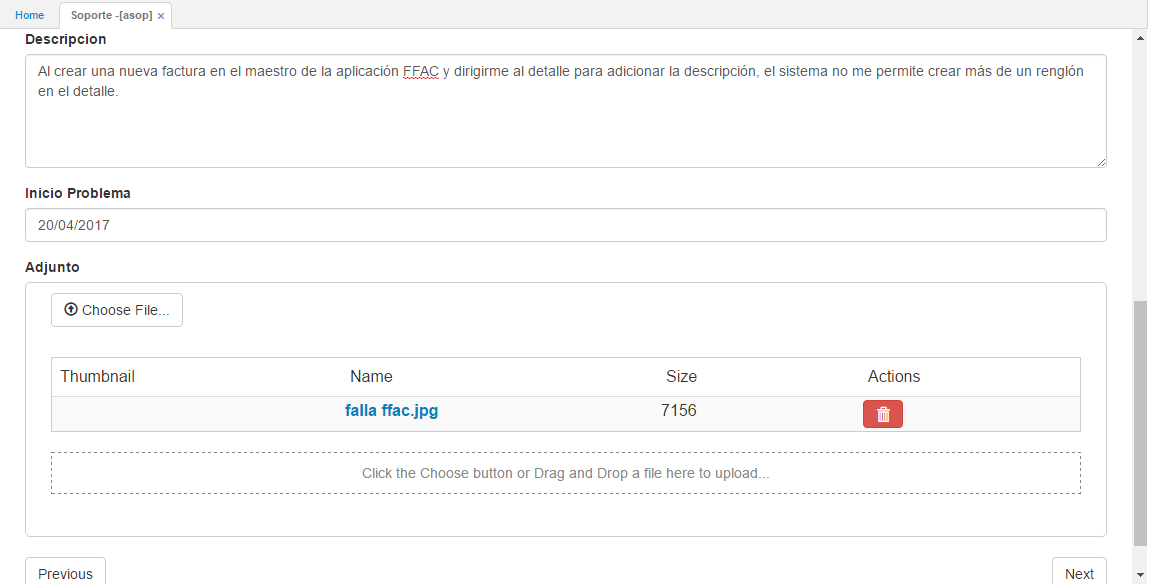 Home
Soporte -[asop] ×
Descripcion
Al crear una nueva factura en el maestro de la aplicación FFAC y dirigirme al detalle para adicionar la descripción, el sistema no me permite crear más de un renglón
en el detalle.
Inicio Problema
20/04/2017
Adjunto
Choose File...
Thumbnail Name Size Actions
falla ffac.jpg 7156
Click the Choose button or Drag and Drop a file here to upload...
Previous Next